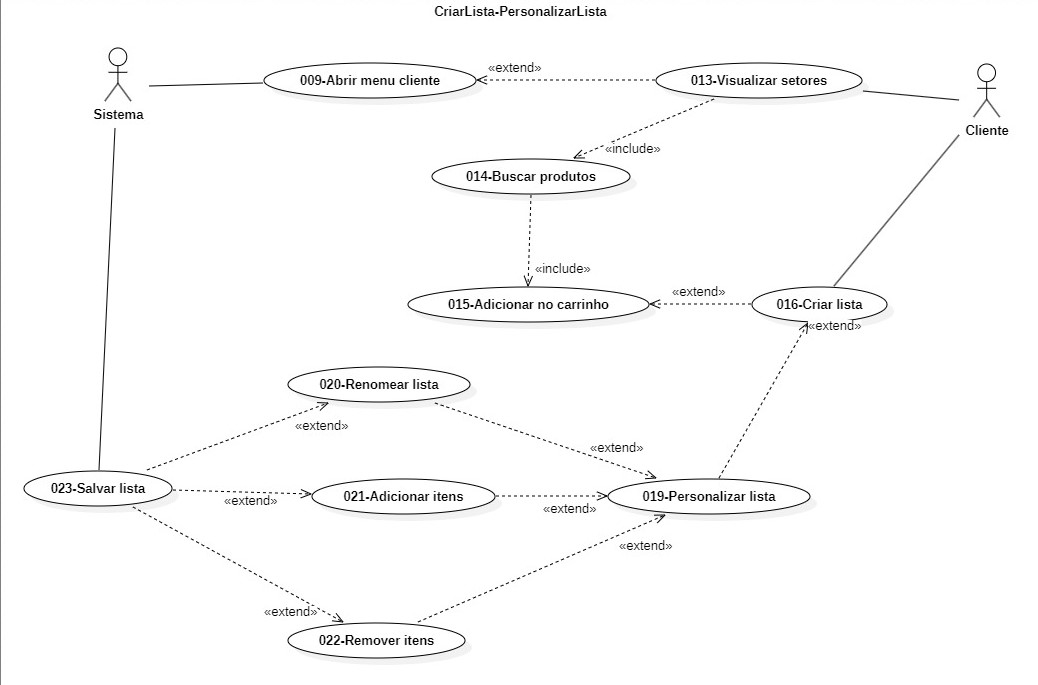 CriarLista-PersonalizarLista
Sistema
009-Abrir menu cliente
«extend»
013-Visualizar setores
Cliente
«include»
014-Buscar produtos
«include»
015-Adicionar no carrinho
«extend»
016-Criar lista
«extend»
020-Renomear lista
«extend»
«extend»
023-Salvar lista
«extend»
021-Adicionar itens
«extend»
019-Personalizar lista
«extend»
«extend»
022-Remover itens